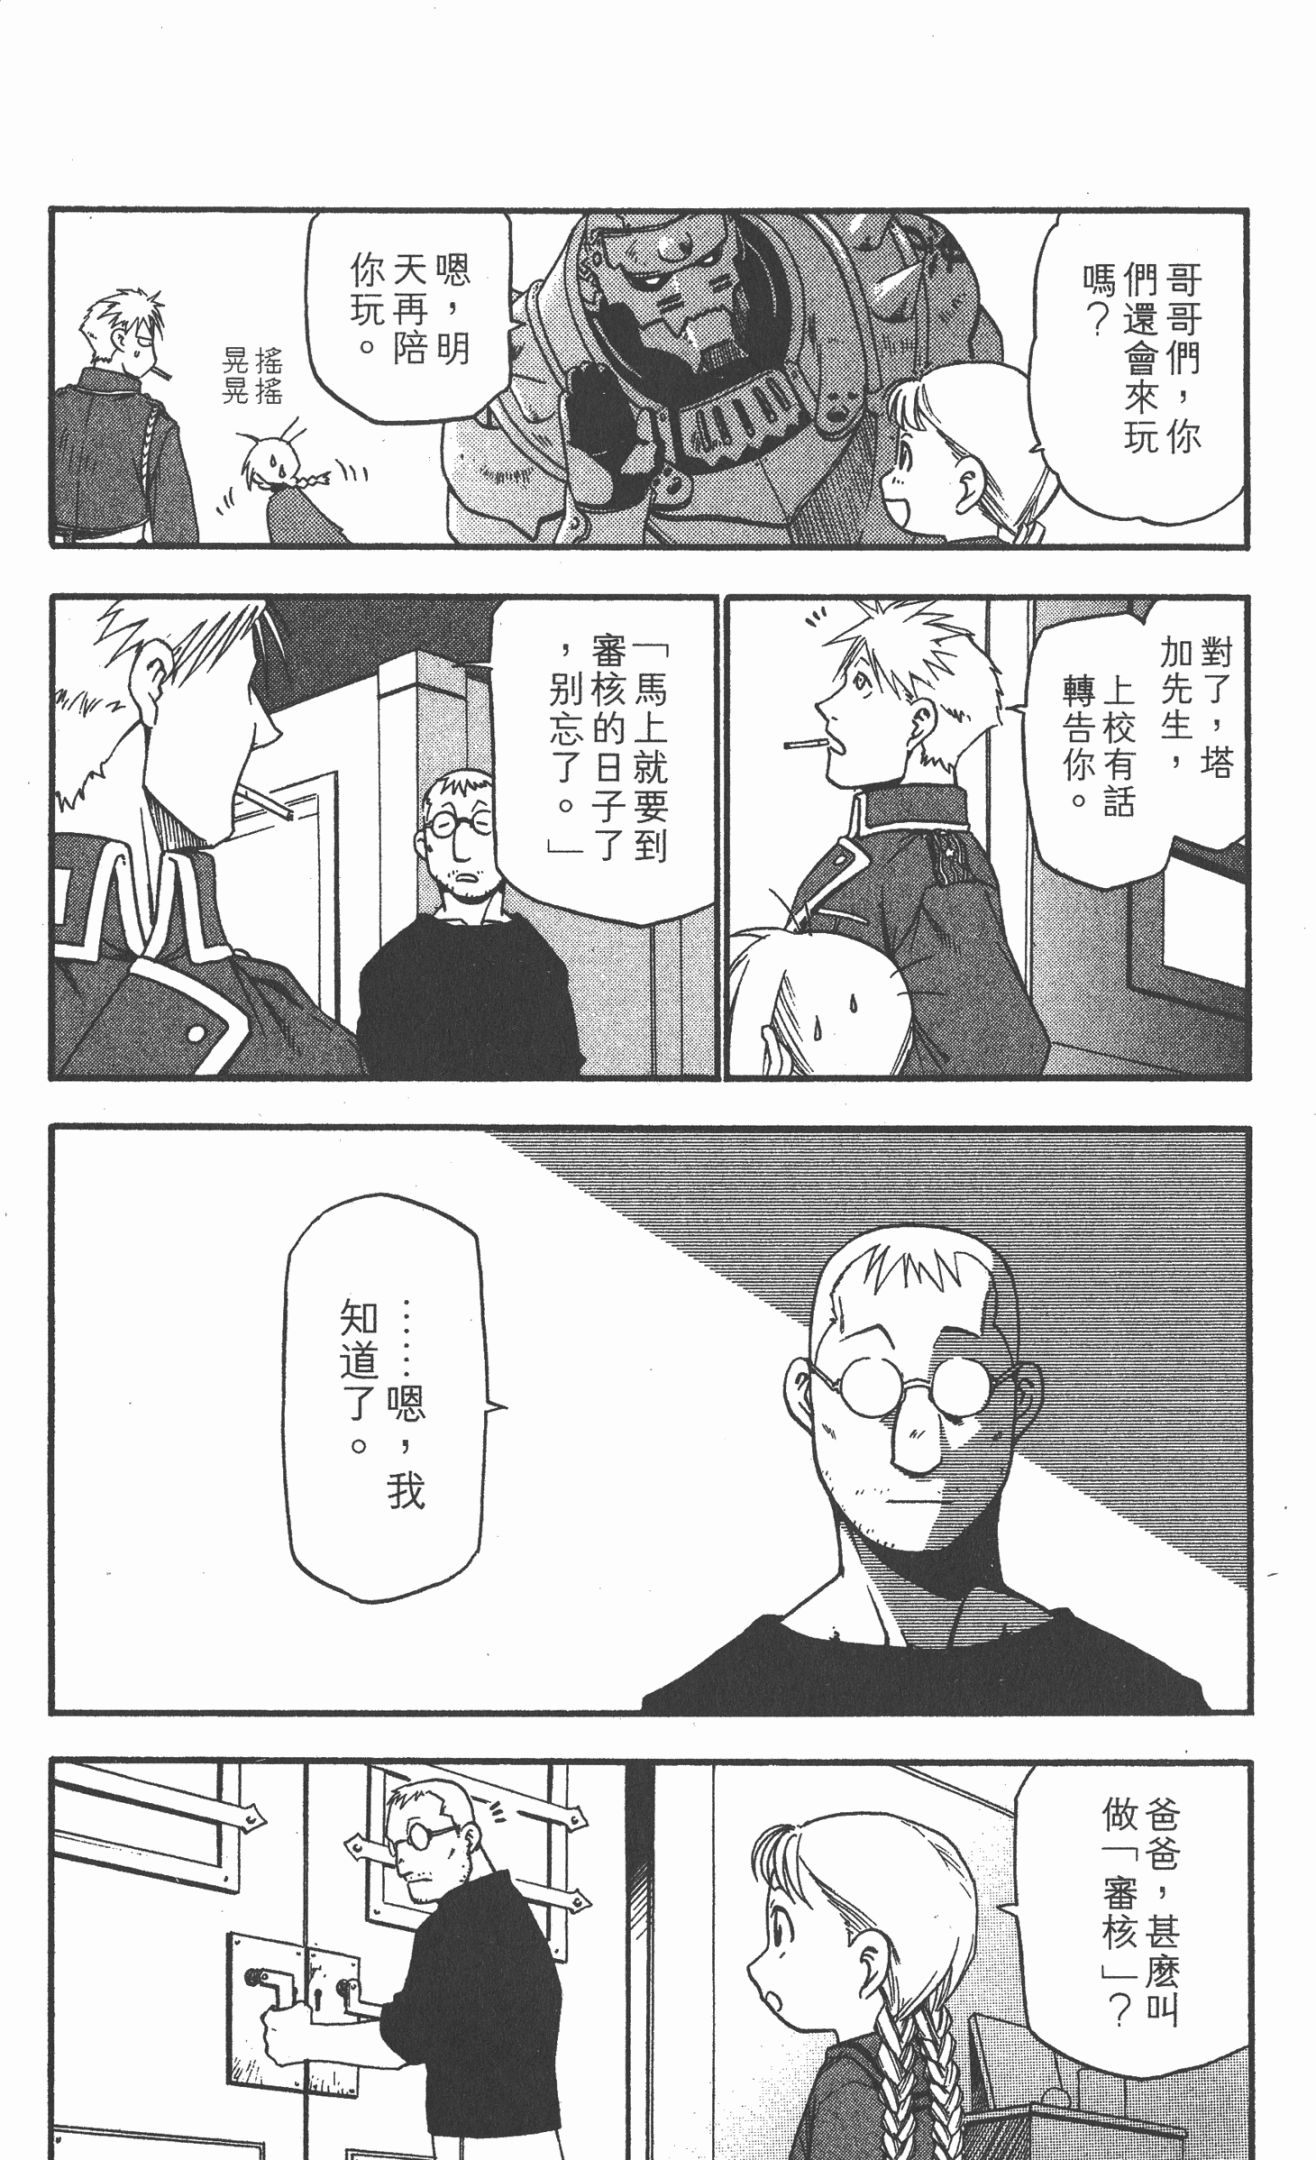 哥哥們，你
們還會來玩
嗎？
嗯，明
天再陪
你玩。
搖搖
晃晃
對了，塔
加先生，
上校有話
轉告你。
「馬上就要到
審核的日子了
，別忘了。」
……嗯，我
知道了。
爸爸，甚麼叫
做「審核」？